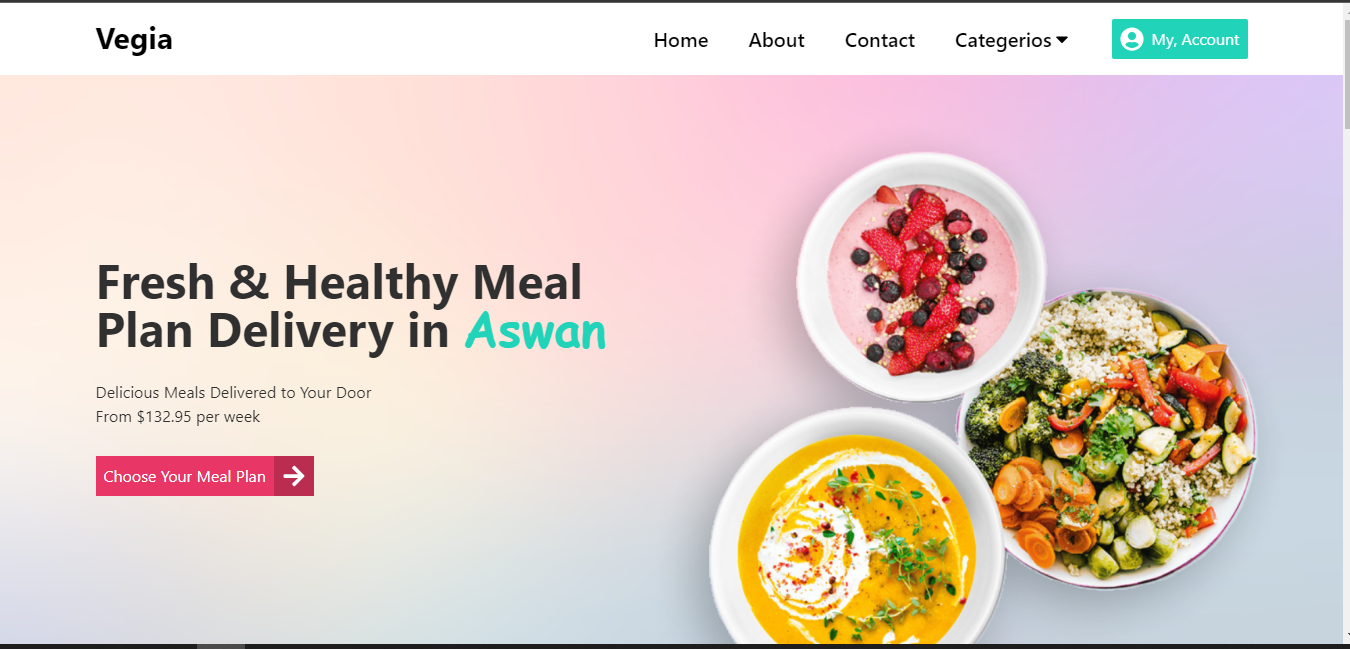 Vegia
Home
About
Contact
Categerios
My, Account
Fresh & Healthy Meal
Plan Delivery in Aswan
Delicious Meals Delivered to Your Door
From $132.95 per week
Choose Your Meal Plan